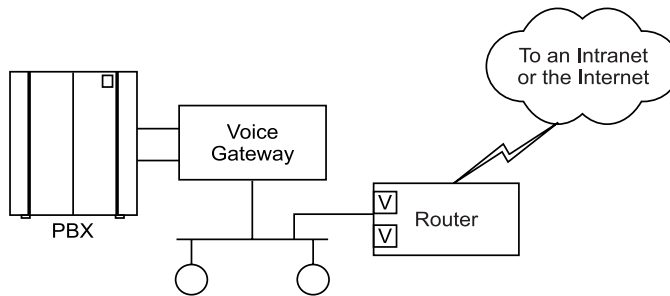 To an Intranet
or the Internet
Voice
Gateway
PBX
V
Router
V